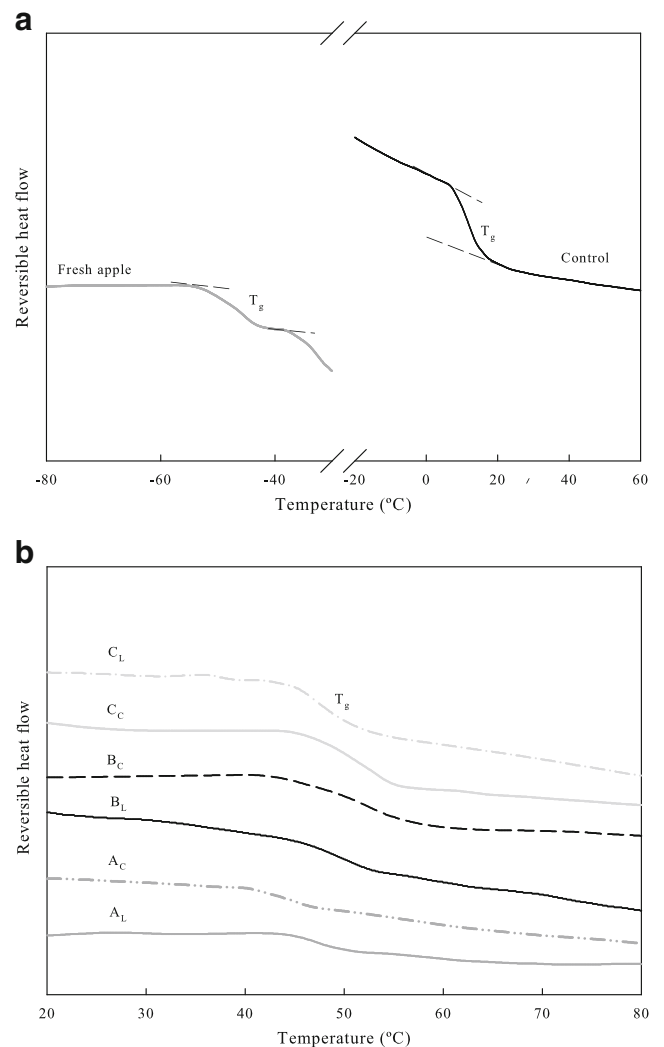 a
Reversible heat flow
Fresh apple
Tg
Tg
Control
-80 -60 -40 -20 0 20 40 60
Temperature (ºC)
b
Reversible heat flow
CL
Tg
CC
BC
BL
AC
AL
20 30 40 50 60 70 80
Temperature (ºC)